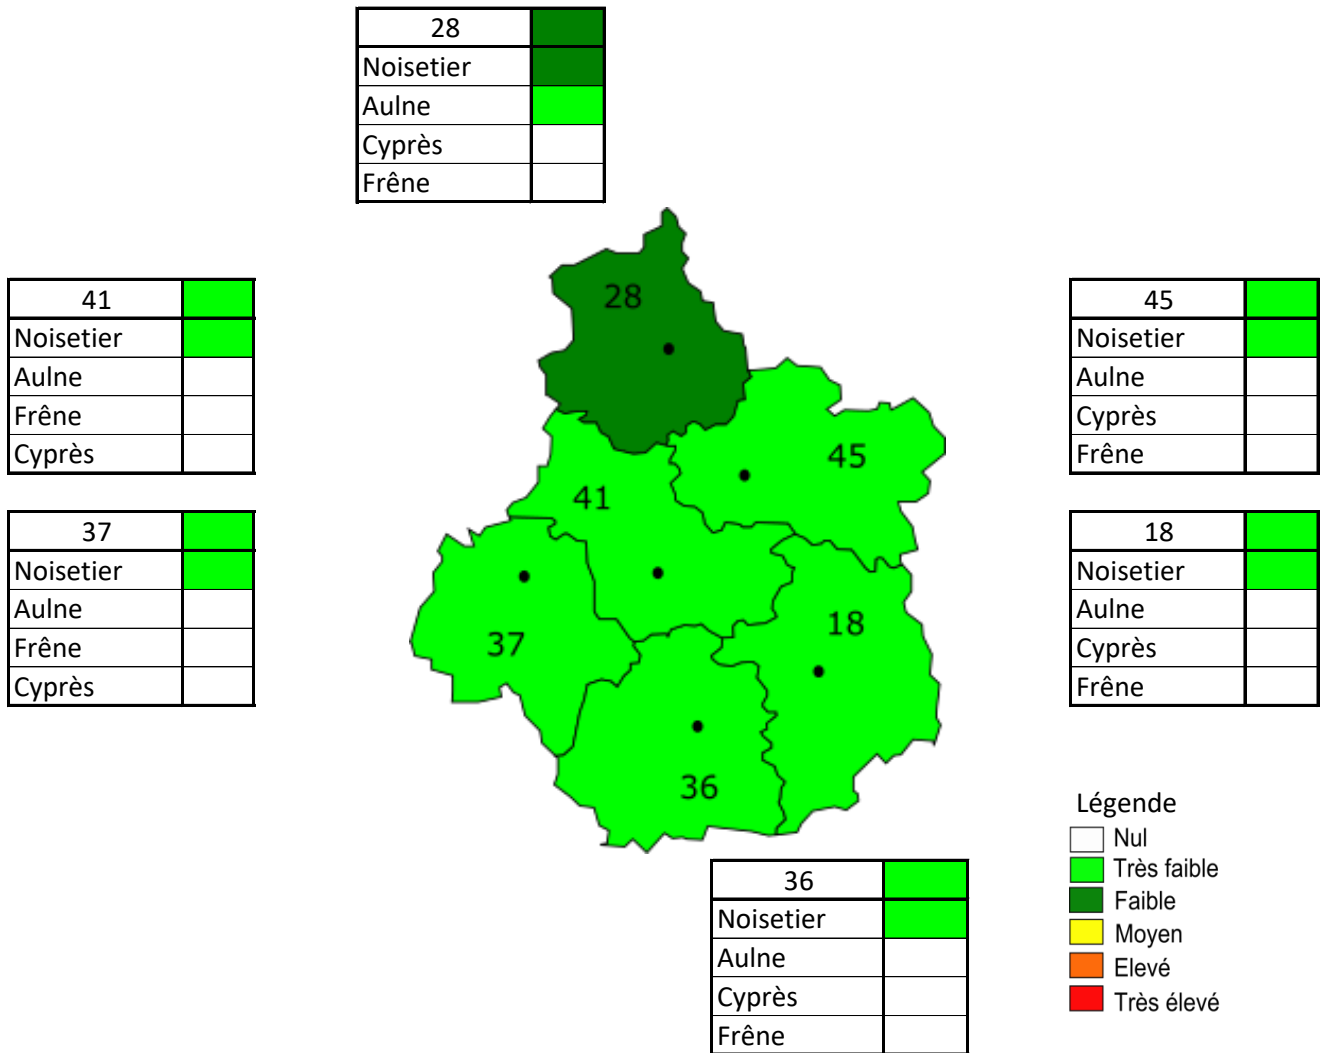 28
Noisetier
Aulne
Cyprès
Frêne
41
Noisetier
Aulne
Frêne
Cyprès
37
Noisetier
Aulne
Frêne
Cyprès
28
45
41
37
18
36
45
Noisetier
Aulne
Cyprès
Frêne
18
Noisetier
Aulne
Cyprès
Frêne
36
Noisetier
Aulne
Cyprès
Frêne
Légende
Nul
Très faible
Faible
Moyen
Elevé
Très élevé